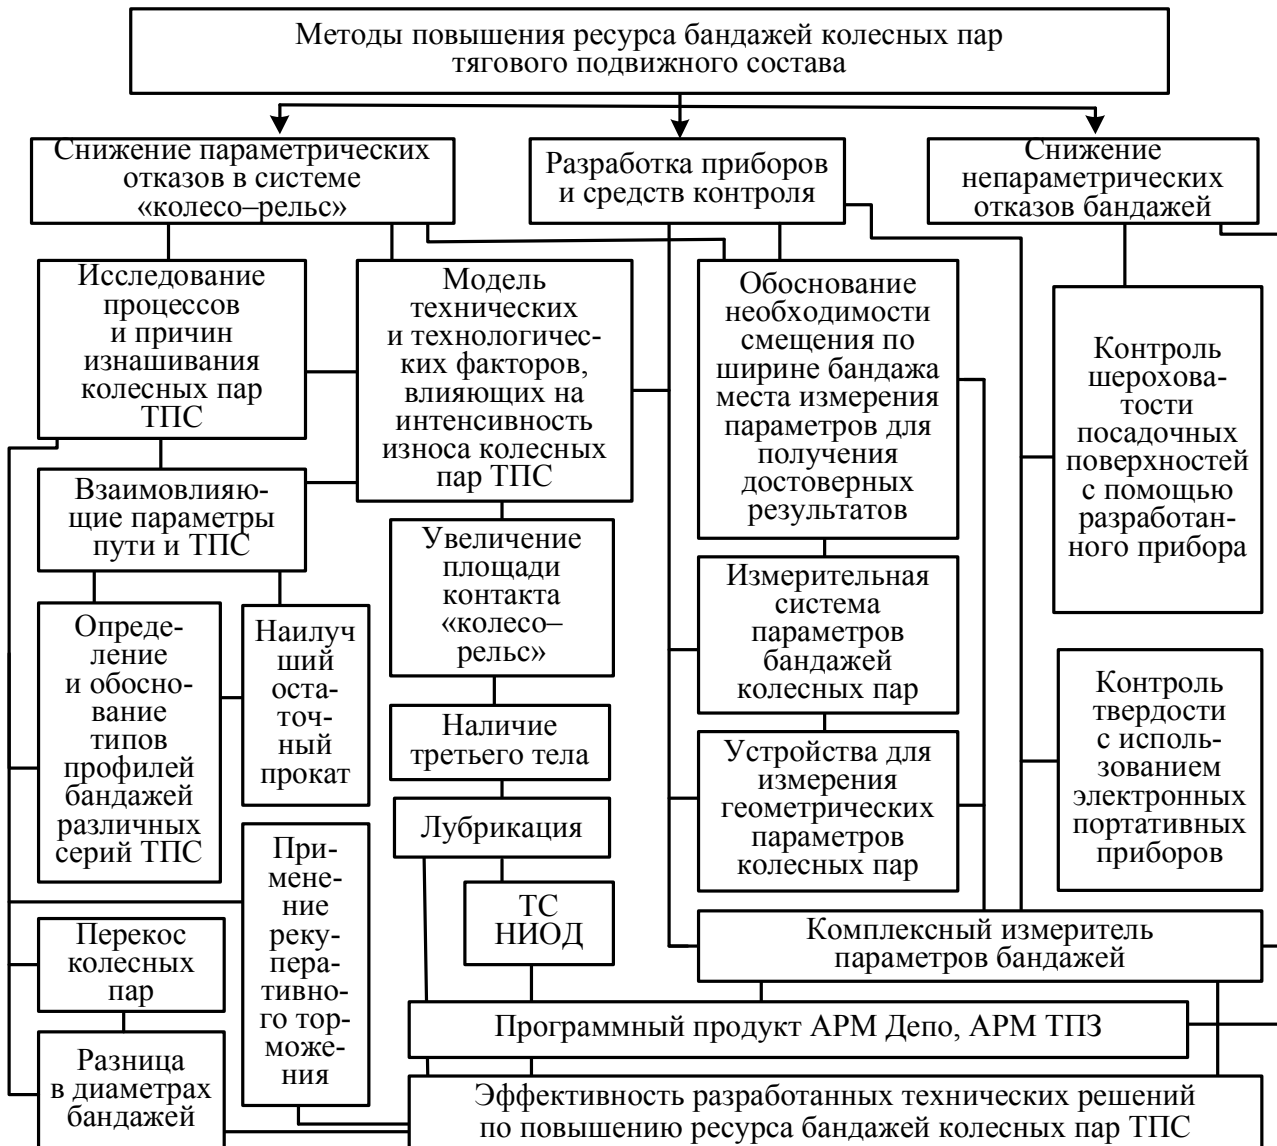 Методы повышения ресурса бандажей колесных пар
тягового подвижного состава
Снижение параметрических
отказов в системе
«колесо–рельс»
Разработка приборов
и средств контроля
Снижение
непараметрических
отказов бандажей
Исследование
процессов
и причин
изнашивания
колесных пар
ТПС
Модель
технических
и технологичес-
ких факторов,
влияющих на
интенсивность
износа колесных
пар ТПС
Обоснование
необходимости
смещения по
ширине бандажа
места измерения
параметров для
получения
достоверных
результатов
Контроль
шерохова-
тости
посадочных
поверхностей
с помощью
разработан-
ного прибора
Взаимовлияю-
щие параметры
пути и ТПС
Увеличение
площади
контакта
«колесо–
рельс»
Измерительная
система
параметров
бандажей
колесных пар
Опреде-
ление
и обосно-
вание
типов
профилей
бандажей
различных
серий ТПС
Наилуч
ший
оста-
точ-
ный
прокат
Контроль
твердости
с исполь-
зованием
электронных
портативных
приборов
Наличие
третьего тела
Устройства для
измерения
геометрических
параметров
колесных пар
Лубрикация
При-
мене-
ние
реку-
пера-
тивно-
го тор-
може-
ния
ТС
НИОД
Перекос
колесных
пар
Комплексный измеритель
параметров бандажей
Программный продукт АРМ Депо, АРМ ТПЗ
Разница
в диаметрах
бандажей
Эффективность разработанных технических решений
по повышению ресурса бандажей колесных пар ТПС